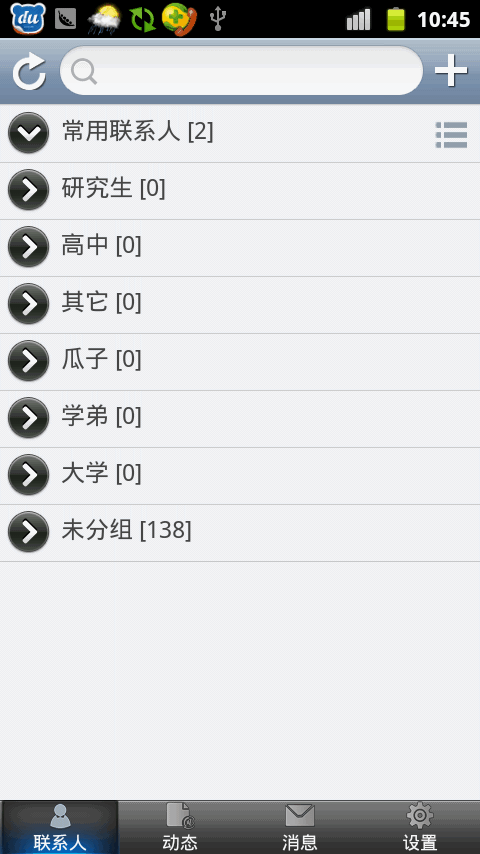 du
10:45
常用联系人 [2]
研究生 [0]
高中 [0]
其它 [0]
瓜子 [0]
学弟 [0]
大学 [0]
未分组 [138]
联系人
动态
消息
设置